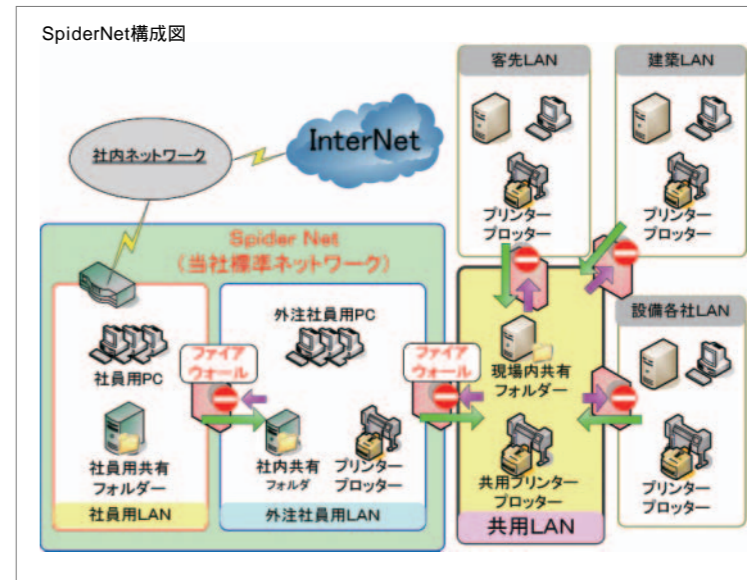 SpiderNet構成図
社内ネットワーク
InterNet
客先LAN
プリンター
プロッター
建築LAN
プリンター
プロッター
Spider Net
(当社標準ネットワーク)
社員用PC
社員用共有
フォルダー
社員用LAN
ファイア
ウォール
外注社員用PC
社内共有
フォルダ
プリンター
プロッター
外注社員用LAN
ファイア
ウォール
現場内共有
フォルダー
共用プリンター
プロッター
共用LAN
設備各社LAN
プリンター
プロッター